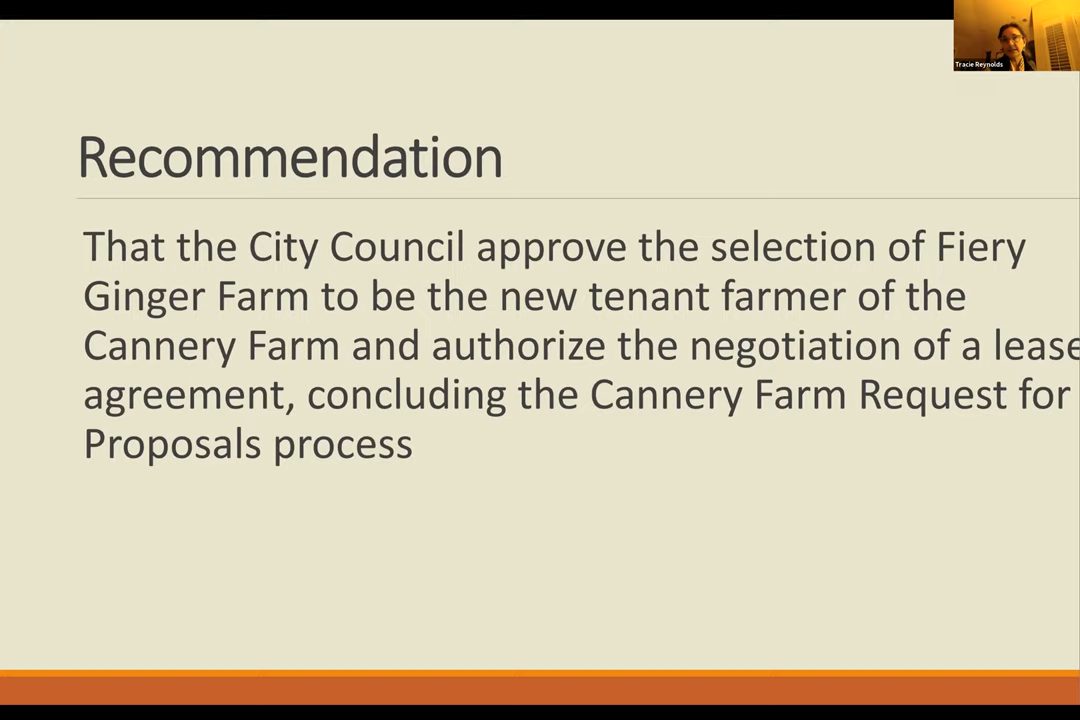 Tracie Reynolds
Recommendation
That the City Council approve the selection of Fiery
Ginger Farm to be the new tenant farmer of the
Cannery Farm and authorize the negotiation of a lease
agreement, concluding the Cannery Farm Request for
Proposals process